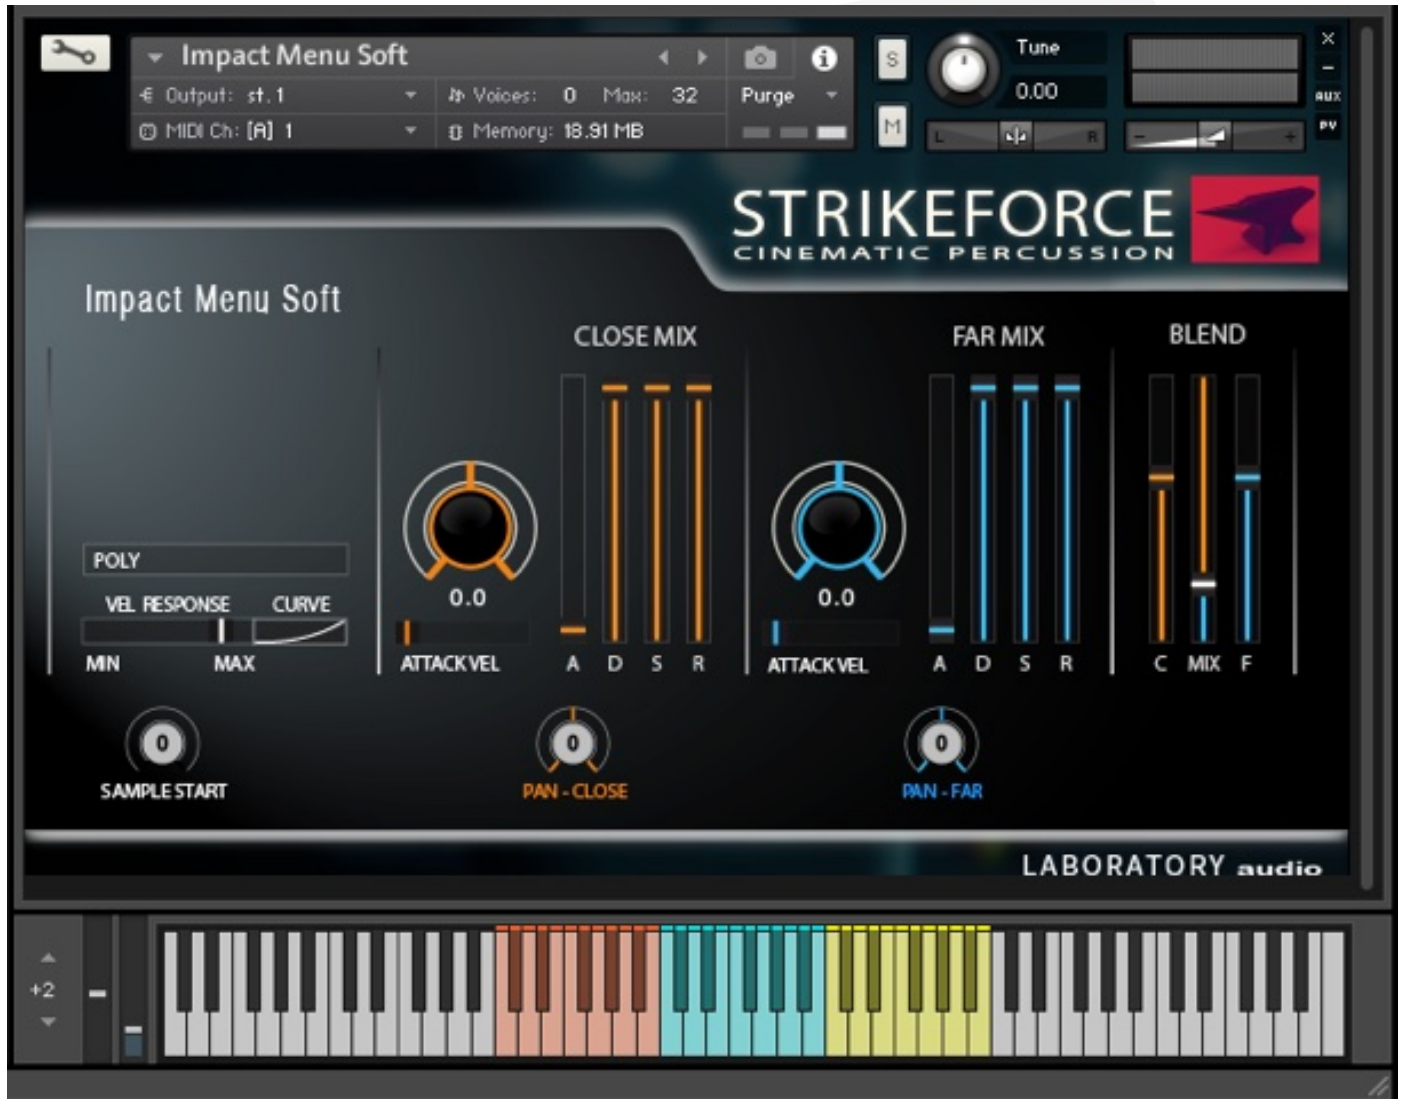 Impact Menu Soft
Output: st.1
Voices: 0 Max: 32
Purge
MIDI Ch: [A] 1
Memory: 18.91 MB
S
M
Tune
0.00
L R
- +
×
-
AUX
PV
STRIKEFORCE
CINEMATIC PERCUSSION
Impact Menu Soft
CLOSE MIX
FAR MIX
BLEND
POLY
VEL RESPONSE CURVE
MIN MAX
0.0
ATTACK VEL
A D S R
0.0
ATTACK VEL
A D S R
C MIX F
0
SAMPLE START
0
PAN - CLOSE
0
PAN - FAR
LABORATORY audio
+2